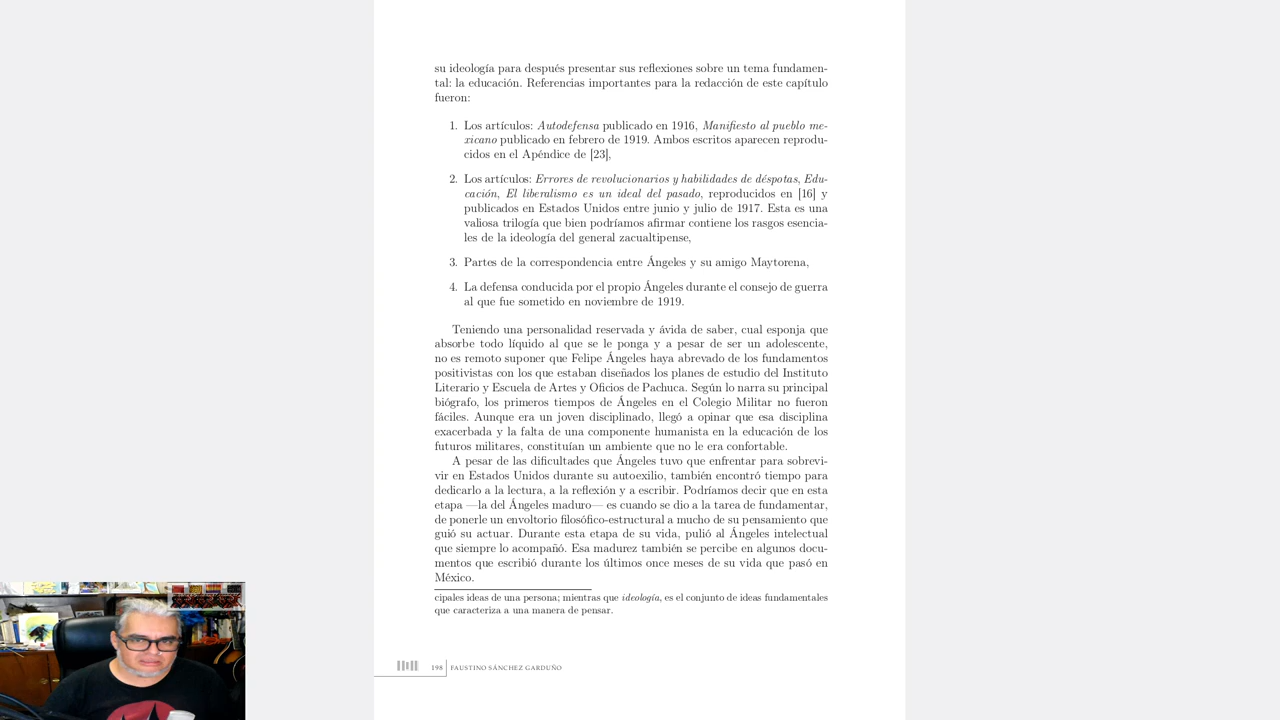 su ideología para después presentar sus reflexiones sobre un tema fundamen-
tal: la educación. Referencias importantes para la redacción de este capítulo
fueron:
1. Los artículos: Autodefensa publicado en 1916, Manifiesto al pueblo me-
xicano publicado en febrero de 1919. Ambos escritos aparecen reprodu-
cidos en el Apéndice de [23],
2. Los artículos: Errores de revolucionarios y habilidades de déspotas, Edu-
cación, El liberalismo es un ideal del pasado, reproducidos en [16] y
publicados en Estados Unidos entre junio y julio de 1917. Esta es una
valiosa trilogía que bien podríamos afirmar contiene los rasgos esencia-
les de la ideología del general zacualtipense,
3. Partes de la correspondencia entre Ángeles y su amigo Maytorena,
4. La defensa conducida por el propio Ángeles durante el consejo de guerra
al que fue sometido en noviembre de 1919.
Teniendo una personalidad reservada y ávida de saber, cual esponja que
absorbe todo líquido al que se le ponga y a pesar de ser un adolescente,
no es remoto suponer que Felipe Ángeles haya abrevado de los fundamentos
positivistas con los que estaban diseñados los planes de estudio del Instituto
Literario y Escuela de Artes y Oficios de Pachuca. Según lo narra su principal
biógrafo, los primeros tiempos de Ángeles en el Colegio Militar no fueron
fáciles. Aunque era un joven disciplinado, llegó a opinar que esa disciplina
exacerbada y la falta de una componente humanista en la educación de los
futuros militares, constituían un ambiente que no le era confortable.
A pesar de las dificultades que Ángeles tuvo que enfrentar para sobrevi-
vir en Estados Unidos durante su autoexilio, también encontró tiempo para
dedicarlo a la lectura, a la reflexión y a escribir. Podríamos decir que en esta
etapa —la del Ángeles maduro— es cuando se dio a la tarea de fundamentar,
de ponerle un envoltorio filosófico-estructural a mucho de su pensamiento que
guió su actuar. Durante esta etapa de su vida, pulió al Ángeles intelectual
que siempre lo acompañó. Esa madurez también se percibe en algunos docu-
mentos que escribió durante los últimos once meses de su vida que pasó en
México.
cipales ideas de una persona; mientras que ideología, es el conjunto de ideas fundamentales
que caracteriza a una manera de pensar.
198 FAUSTINO SÁNCHEZ GARDUÑO